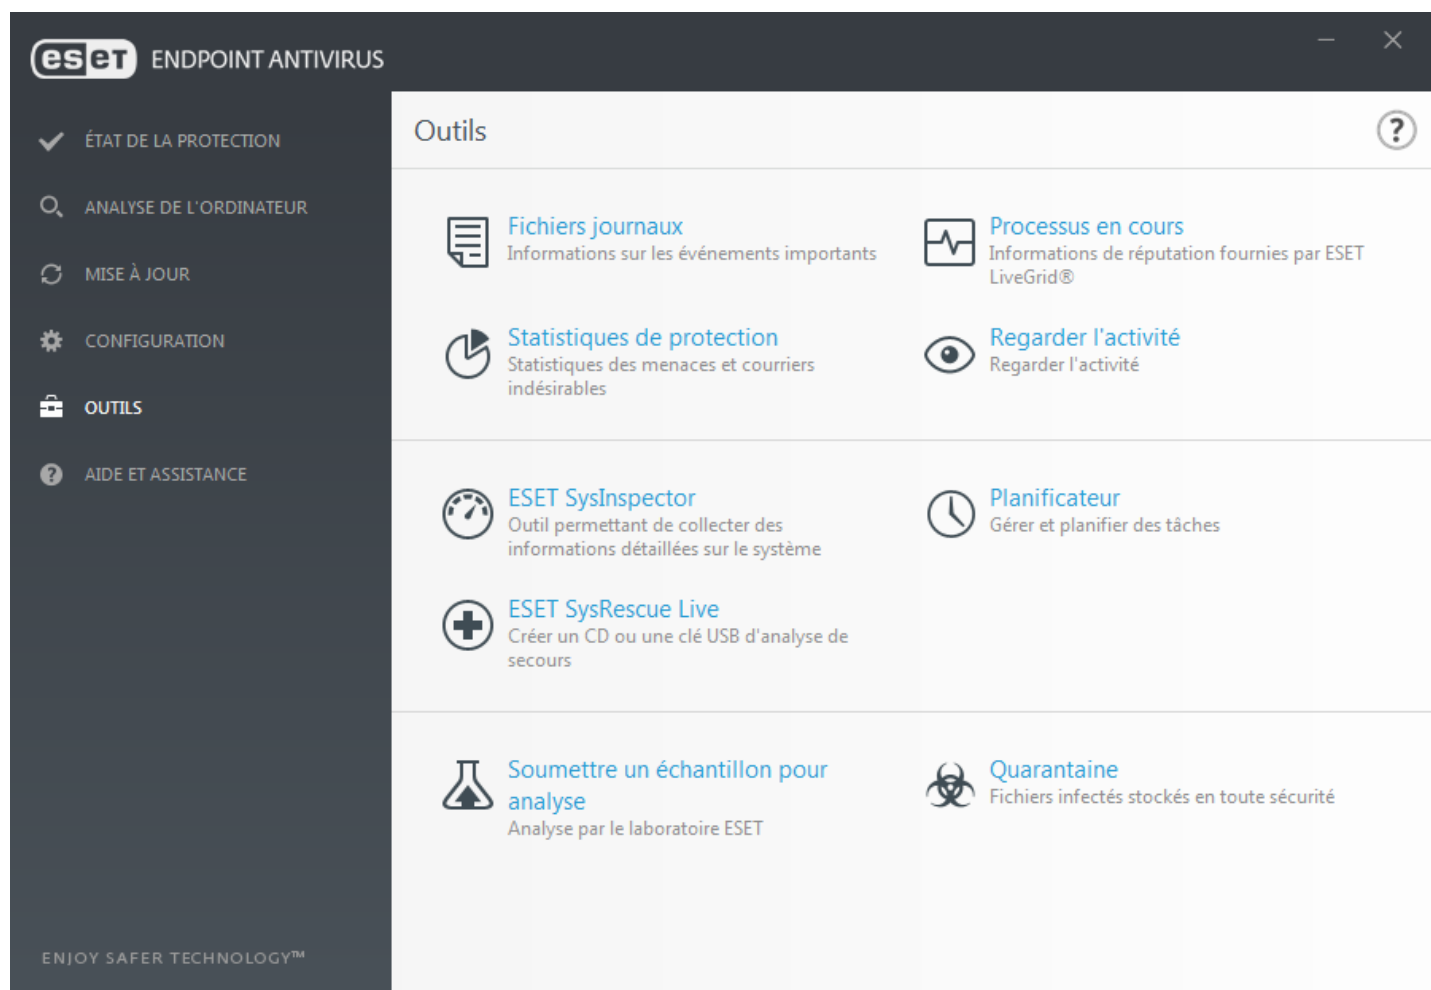 eset ENDPOINT ANTIVIRUS
ÉTAT DE LA PROTECTION
ANALYSE DE L'ORDINATEUR
MISE À JOUR
CONFIGURATION
OUTILS
? AIDE ET ASSISTANCE
ENJOY SAFER TECHNOLOGY™
Outils
?
Fichiers journaux
Informations sur les événements importants
Processus en cours
Informations de réputation fournies par ESET
LiveGrid®
Statistiques de protection
Statistiques des menaces et courriers
indésirables
Regarder l'activité
Regarder l'activité
ESET SysInspector
Outil permettant de collecter des
informations détaillées sur le système
Planificateur
Gérer et planifier des tâches
ESET SysRescue Live
Créer un CD ou une clé USB d'analyse de
secours
Soumettre un échantillon pour
analyse
Analyse par le laboratoire ESET
Quarantaine
Fichiers infectés stockés en toute sécurité